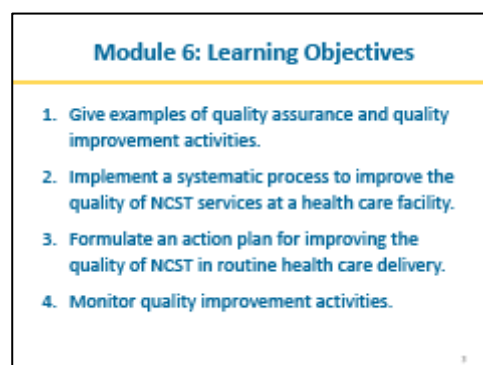 Module 6: Learning Objectives
1. Give examples of quality assurance and quality
improvement activities.
2. Implement a systematic process to improve the
quality of NCST services at a health care facility.
3. Formulate an action plan for improving the
quality of NCST in routine health care delivery.
4. Monitor quality improvement activities.